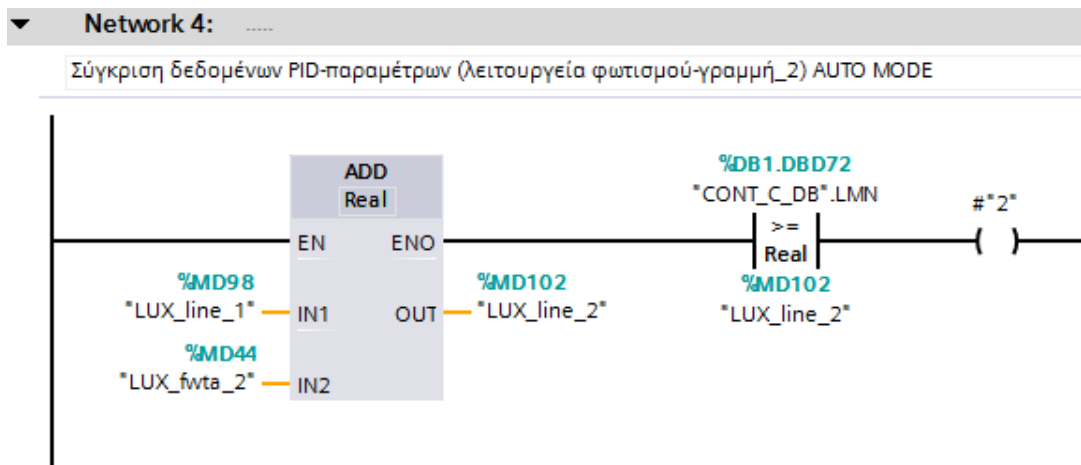 Network 4: .....
Σύγκριση δεδομένων PID-παραμέτρων (λειτουργεία φωτισμού-γραμμή_2) AUTO MODE
ADD
Real
EN ENO
%MD98
"LUX_line_1"
IN1 OUT
%MD102
"LUX_line_2"
%MD44
"LUX_fwta_2"
IN2
%DB1.DBD72
"CONT_C_DB".LMN
>=
Real
%MD102
"LUX_line_2"
#"2"
( )